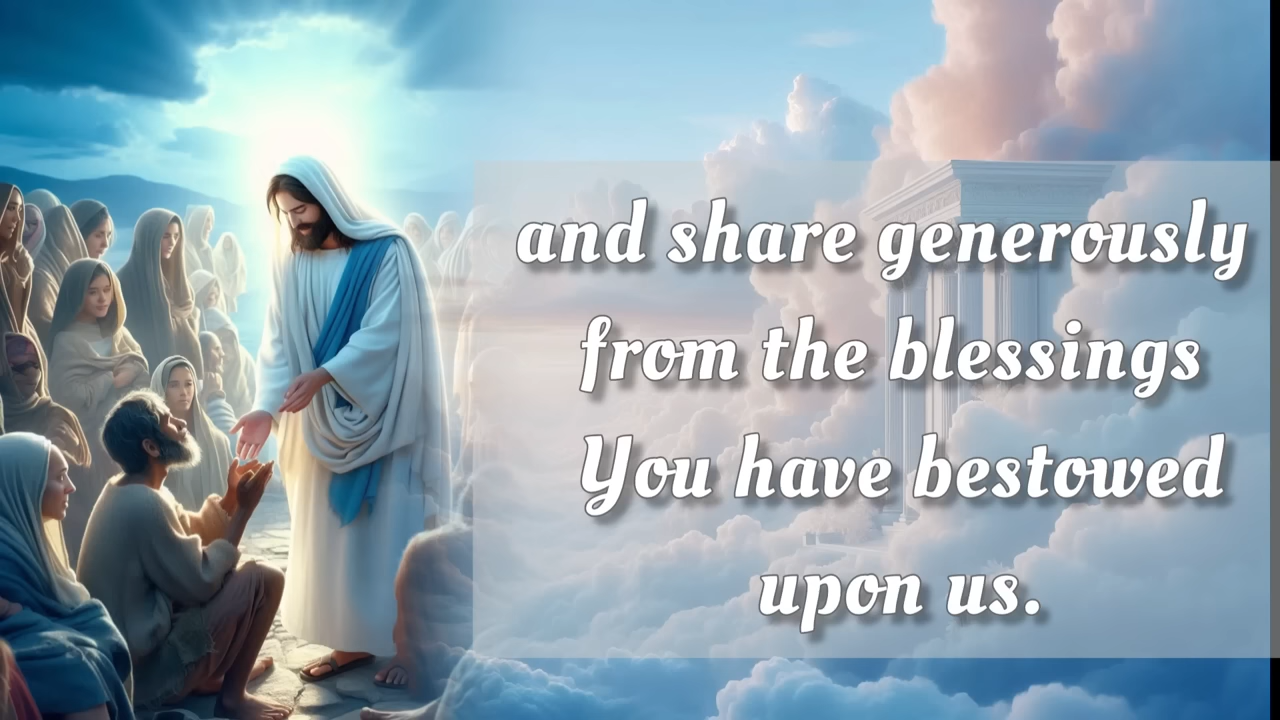 and share generously
from the blessings
You have bestowed
upon us.